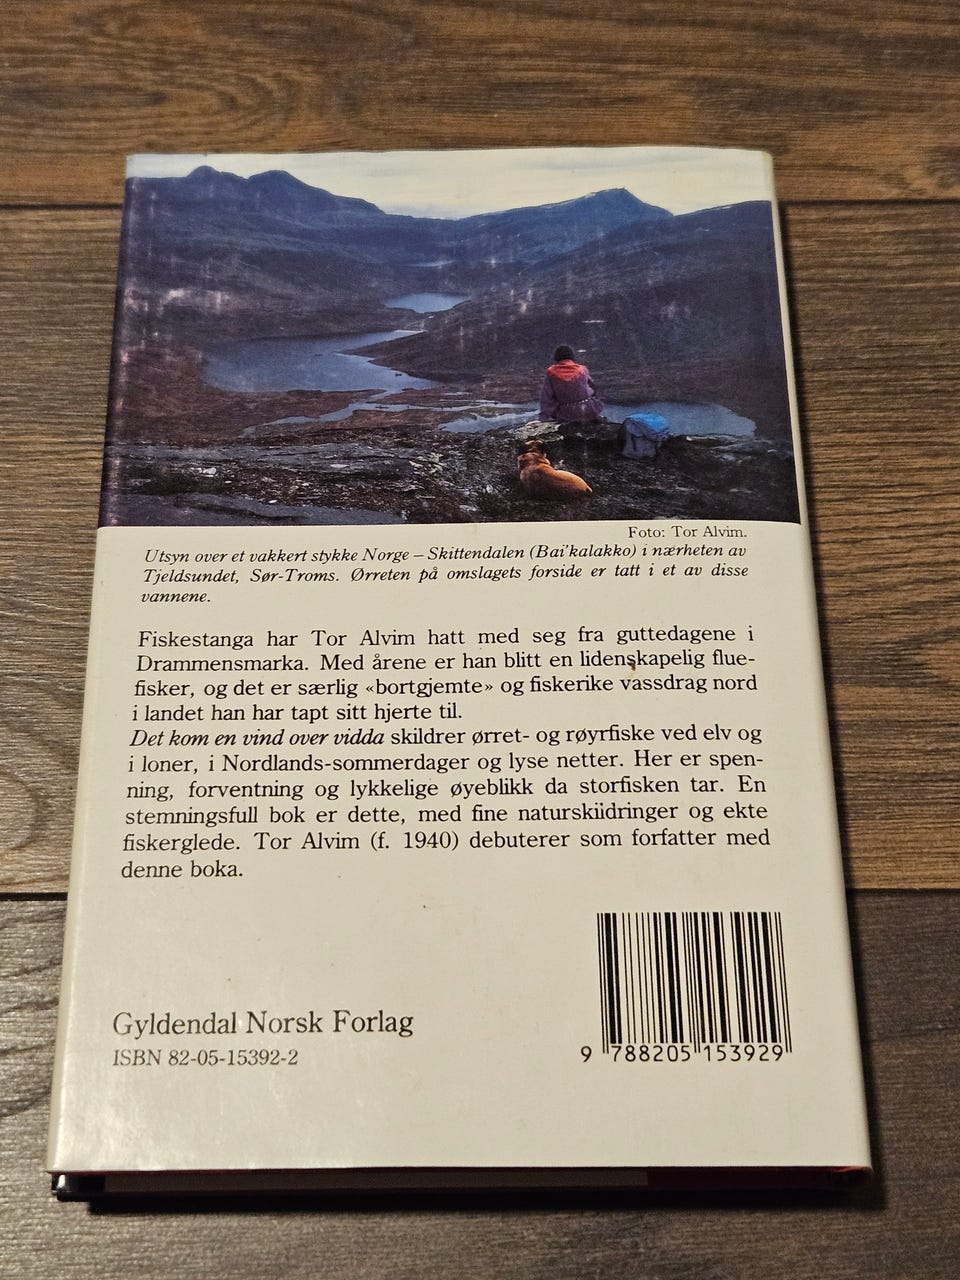 Foto: Tor Alvim.
Utsyn over et vakkert stykke Norge – Skittendalen (Bai'kalakko) i nærheten av
Tjeldsundet, Sør-Troms. Ørreten på omslagets forside er tatt i et av disse
vannene.
Fiskestanga har Tor Alvim hatt med seg fra guttedagene i
Drammensmarka. Med årene er han blitt en lidenskapelig flue-
fisker, og det er særlig «bortgjemte» og fiskerike vassdrag nord
i landet han har tapt sitt hjerte til.
Det kom en vind over vidda skildrer ørret- og røyrfiske ved elv og
i loner, i Nordlands-sommerdager og lyse netter. Her er spen-
ning, forventning og lykkelige øyeblikk da storfisken tar. En
stemningsfull bok er dette, med fine naturskiidringer og ekte
fiskerglede. Tor Alvim (f. 1940) debuterer som forfatter med
denne boka.
Gyldendal Norsk Forlag
ISBN 82-05-15392-2
9 788205 153929